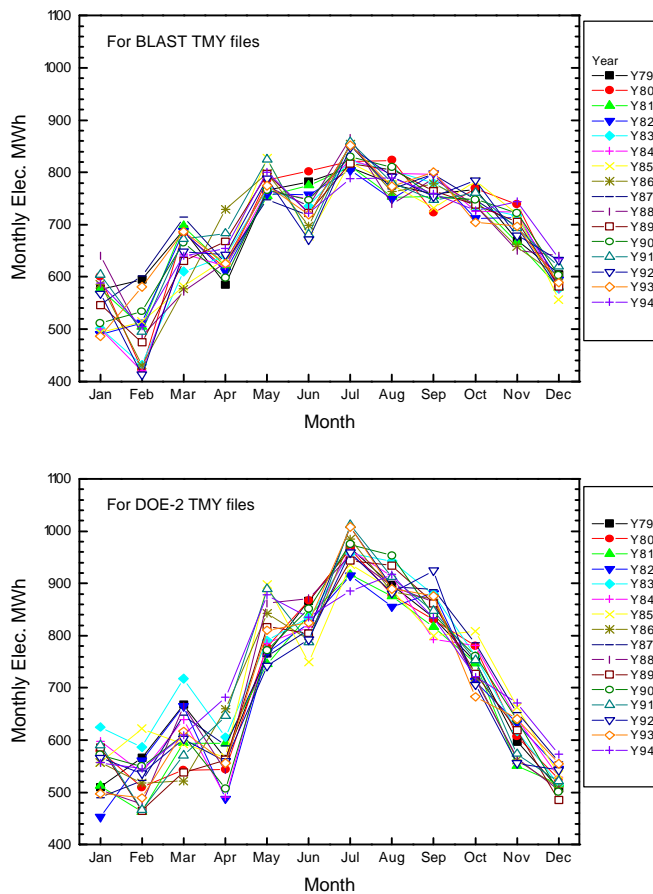 For BLAST TMY files
Monthly Elec. MWh
1100
1000
900
800
700
600
500
400
Jan Feb Mar Apr May Jun Jul Aug Sep Oct Nov Dec
Month
Year
Y79
Y80
Y81
Y82
Y83
Y84
Y85
Y86
Y87
Y88
Y89
Y90
Y91
Y92
Y93
Y94
For DOE-2 TMY files
Monthly Elec. MWh
1100
1000
900
800
700
600
500
400
Jan Feb Mar Apr May Jun Jul Aug Sep Oct Nov Dec
Month
Y79
Y80
Y81
Y82
Y83
Y84
Y85
Y86
Y87
Y88
Y89
Y90
Y91
Y92
Y93
Y94